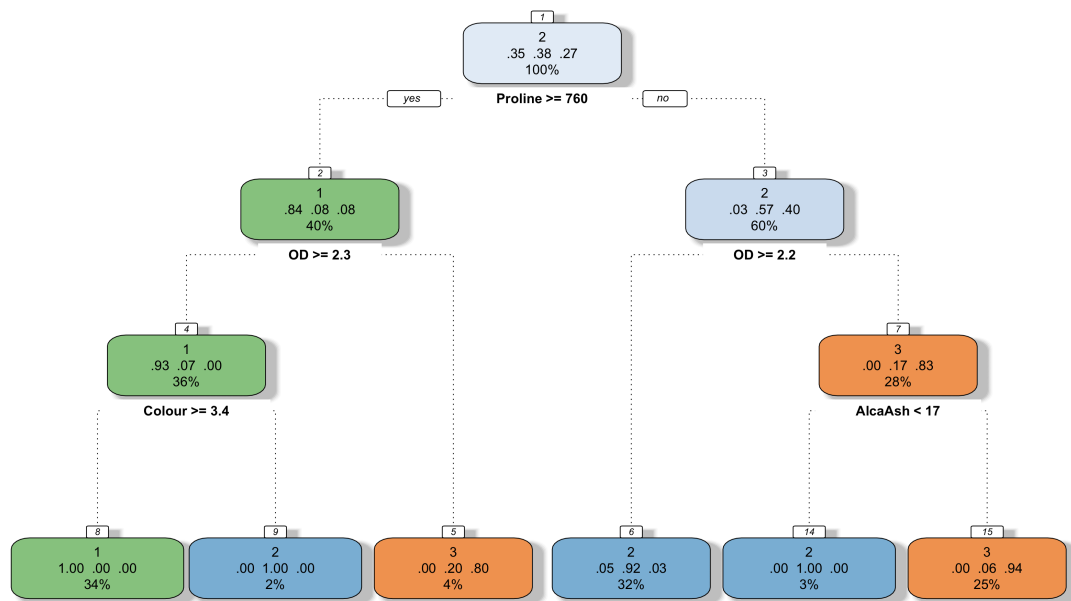 1
2
.35 .38 .27
100%
yes
Proline >= 760
no
2
1
.84 .08 .08
40%
OD >= 2.3
3
2
.03 .57 .40
60%
OD >= 2.2
4
1
.93 .07 .00
36%
Colour >= 3.4
7
3
.00 .17 .83
28%
AlcaAsh < 17
8
1
1.00 .00 .00
34%
9
2
.00 1.00 .00
2%
5
3
.00 .20 .80
4%
6
2
.05 .92 .03
32%
14
2
.00 1.00 .00
3%
15
3
.00 .06 .94
25%